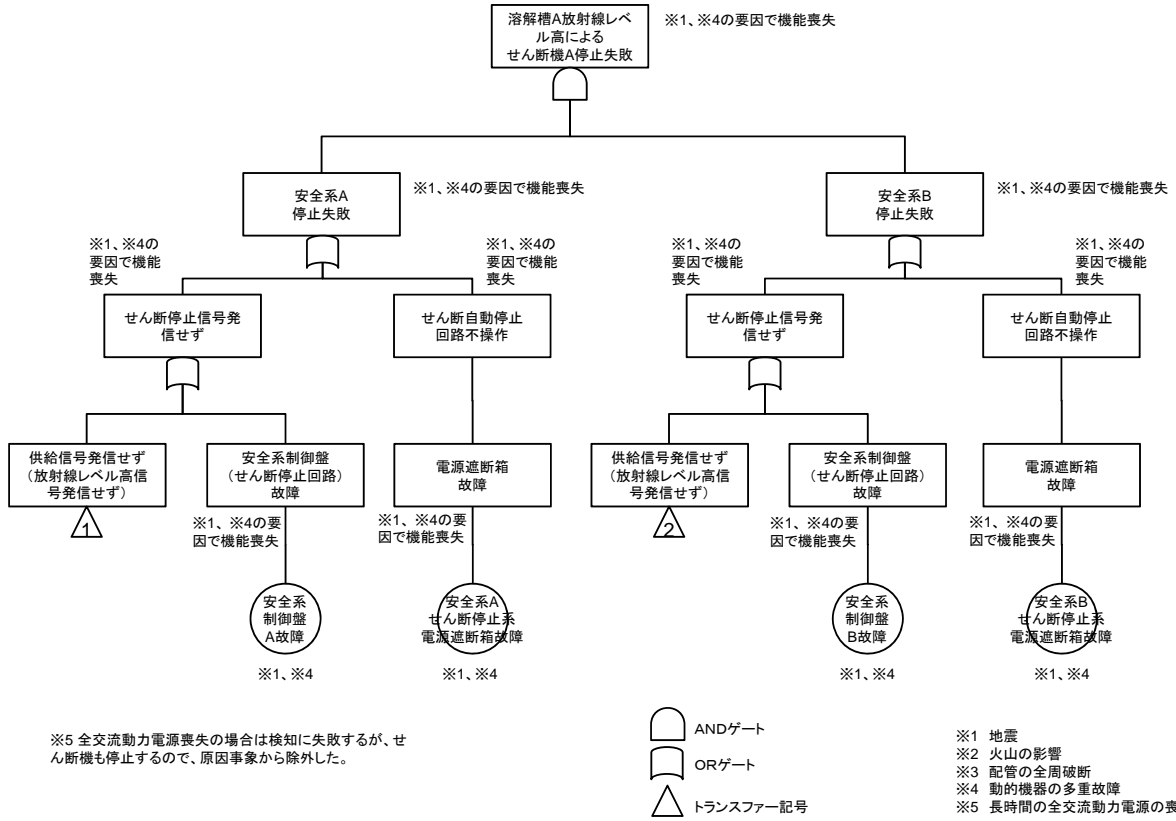 溶解槽A放射線レベ
ル高による
せん断機A停止失敗
※1、※4の要因で機能喪失
安全系A
停止失敗
※1、※4の要因で機能喪失
安全系B
停止失敗
※1、※4の要因で機能喪失
※1、※4の
要因で機能
喪失
※1、※4の
要因で機能
喪失
※1、※4の
要因で機能
喪失
※1、※4の
要因で機能
喪失
せん断停止信号発
信せず
せん断自動停止
回路不操作
せん断停止信号発
信せず
せん断自動停止
回路不操作
供給信号発信せず
(放射線レベル高信
号発信せず)
安全系制御盤
(せん断停止回路)
故障
電源遮断箱
故障
供給信号発信せず
(放射線レベル高信
号発信せず)
安全系制御盤
(せん断停止回路)
故障
電源遮断箱
故障
1
※1、※4の要
因で機能喪失
※1、※4の要
因で機能喪失
2
※1、※4の要
因で機能喪失
※1、※4の要
因で機能喪失
安全系
制御盤
A故障
安全系A
せん断停止系
電源遮断箱故障
安全系
制御盤
B故障
安全系B
せん断停止系
電源遮断箱故障
※1、※4
※1、※4
※1、※4
※1、※4
※5 全交流動力電源喪失の場合は検知に失敗するが、せ
ん断機も停止するので、原因事象から除外した。
ANDゲート
ORゲート
トランスファー記号
※1 地震
※2 火山の影響
※3 配管の全周破断
※4 動的機器の多重故障
※5 長時間の全交流動力電源の喪